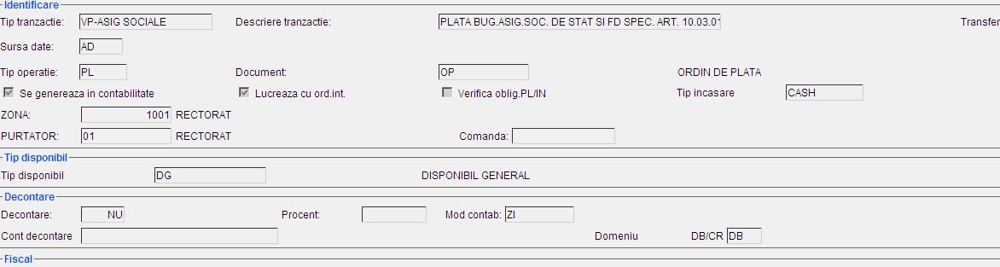 Identificare
Tip tranzactie: VP-ASIG SOCIALE Descriere tranzactie: PLATA BUG.ASIG.SOC. DE STAT SI FD SPEC. ART. 10.03.01 Transfer
Sursa date: AD
Tip operatie: PL Document: OP ORDIN DE PLATA
Se genereaza in contabilitate Lucreaza cu ord.int. Verifica oblig.PL/IN Tip incasare CASH
ZONA: 1001 RECTORAT
PURTATOR: 01 RECTORAT Comanda:
Tip disponibil
Tip disponibil DG DISPONIBIL GENERAL
Decontare
Decontare: NU Procent: Mod contab: ZI
Cont decontare Domeniu DB/CR DB
Fiscal